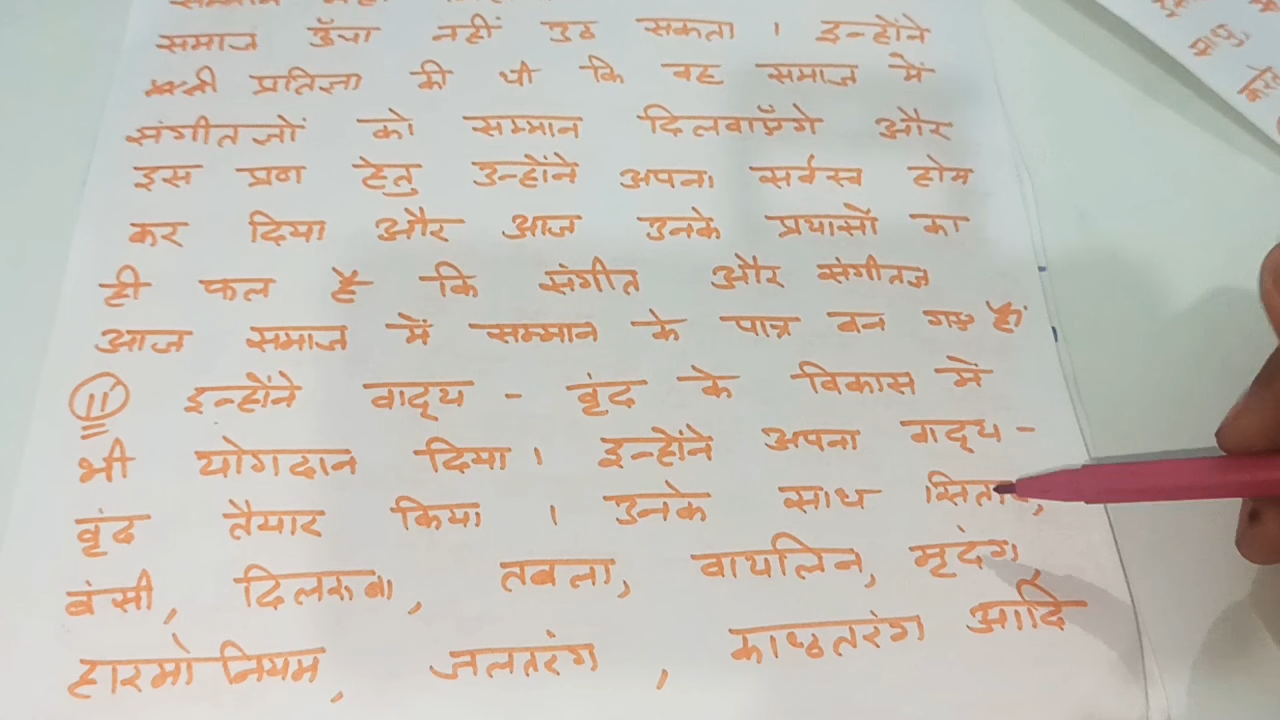 समाज ऊँचा नहीं उठ सकता । इन्होंने
प्रतिज्ञा की थी कि वह समाज में
संगीतज्ञों को सम्मान दिलवाएँगे और
इस प्रण हेतु उन्होंने अपना सर्वस्व होम
कर दिया और आज उनके प्रयासों का
ही फल है कि संगीत और संगीतज्ञ
आज समाज में सम्मान के पात्र बन गए हैं।
11 इन्होंने वाद्य - वृंद के विकास में
भी योगदान दिया। इन्होंने अपना वाद्य -
वृंद तैयार किया । उनके साथ सितार,
बंसी, दिलरुबा, तबला, वायलिन, मृदंग,
हारमोनियम, जलतरंग, काष्ठतरंग आदि